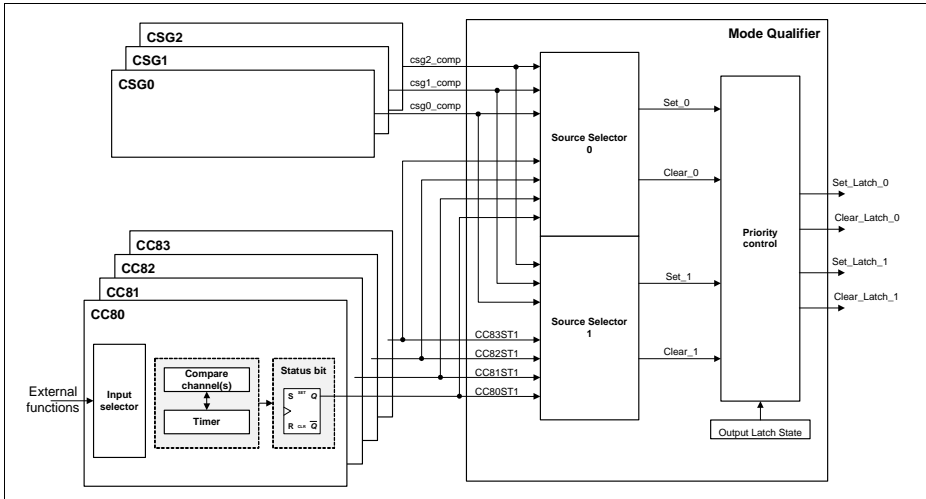 Mode Qualifier
CSG2
CSG1
CSG0
csg2_comp
csg1_comp
csg0_comp
Source Selector
0
Set_0
Clear_0
Priority
control
Set_Latch_0
Clear_Latch_0
Set_Latch_1
Clear_Latch_1
Source Selector
1
Set_1
Clear_1
CC83
CC82
CC81
CC80
CC83ST1
CC82ST1
CC81ST1
CC80ST1
External
functions
Input
selector
Compare
channel(s)
Timer
Status bit
S SET Q
R CLR Q
Output Latch State